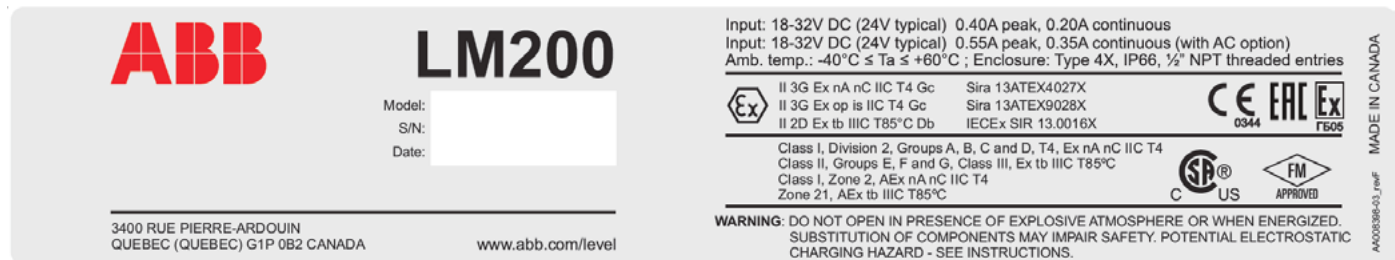 ABB
LM200
Model:
S/N:
Date:
3400 RUE PIERRE-ARDOUIN
QUEBEC (QUEBEC) G1P 0B2 CANADA
www.abb.com/level
Input: 18-32V DC (24V typical) 0.40A peak, 0.20A continuous
Input: 18-32V DC (24V typical) 0.55A peak, 0.35A continuous (with AC option)
Amb. temp.: -40°C ≤ Ta ≤ +60°C ; Enclosure: Type 4X, IP66, ½" NPT threaded entries
Ex
II 3G Ex nA nC IIC T4 Gc Sira 13ATEX4027X
II 3G Ex op is IIC T4 Gc Sira 13ATEX9028X
II 2D Ex tb IIIC T85°C Db IECEx SIR 13.0016X
CE 0344
EAC Ex
ГБ05
Class I, Division 2, Groups A, B, C and D, T4, Ex nA nC IIC T4
Class II, Groups E, F and G, Class III, Ex tb IIIC T85ºC
Class I, Zone 2, AEx nA nC IIC T4
Zone 21, AEx tb IIIC T85ºC
C SA ® US
FM
APPROVED
WARNING: DO NOT OPEN IN PRESENCE OF EXPLOSIVE ATMOSPHERE OR WHEN ENERGIZED.
SUBSTITUTION OF COMPONENTS MAY IMPAIR SAFETY. POTENTIAL ELECTROSTATIC
CHARGING HAZARD - SEE INSTRUCTIONS.
MADE IN CANADA
AA008398-03_revF